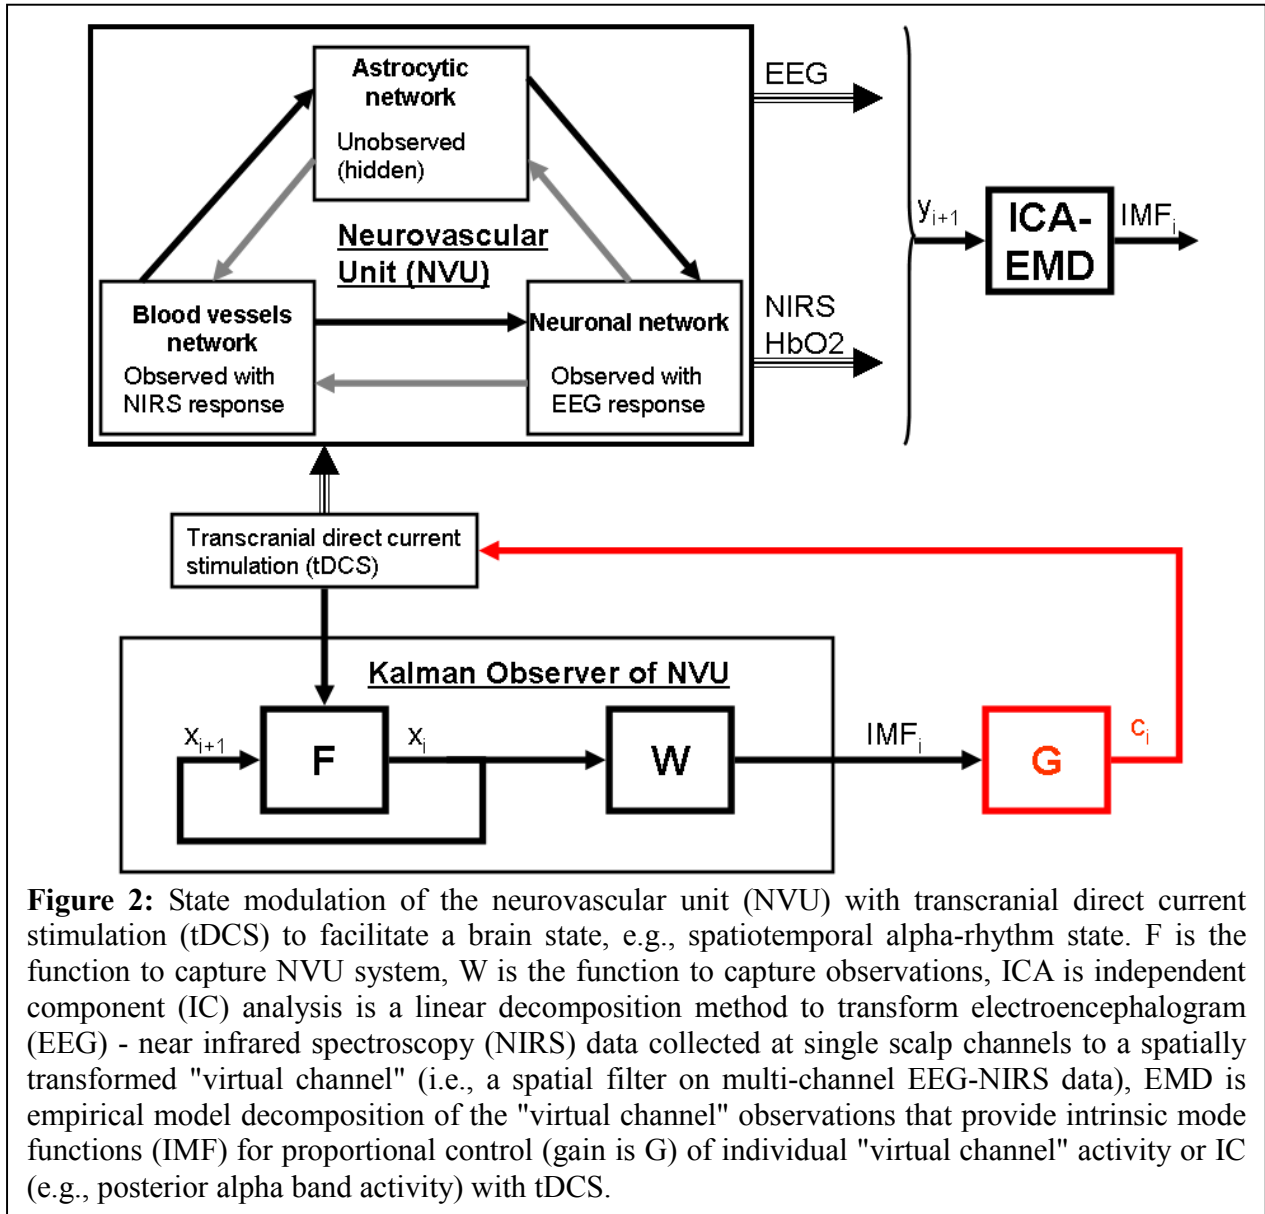 Astrocytic
network
Unobserved
(hidden)
Neurovascular
Unit (NVU)
Blood vessels
network
Observed with
NIRS response
Neuronal network
Observed with
EEG response
EEG
NIRS
HbO2
y i+1
ICA-
EMD
IMF i
Transcranial direct current
stimulation (tDCS)
Kalman Observer of NVU
x i+1
F
x i
W
IMF i
G
c i
Figure 2: State modulation of the neurovascular unit (NVU) with transcranial direct current
stimulation (tDCS) to facilitate a brain state, e.g., spatiotemporal alpha-rhythm state. F is the
function to capture NVU system, W is the function to capture observations, ICA is independent
component (IC) analysis is a linear decomposition method to transform electroencephalogram
(EEG) - near infrared spectroscopy (NIRS) data collected at single scalp channels to a spatially
transformed "virtual channel" (i.e., a spatial filter on multi-channel EEG-NIRS data), EMD is
empirical model decomposition of the "virtual channel" observations that provide intrinsic mode
functions (IMF) for proportional control (gain is G) of individual "virtual channel" activity or IC
(e.g., posterior alpha band activity) with tDCS.